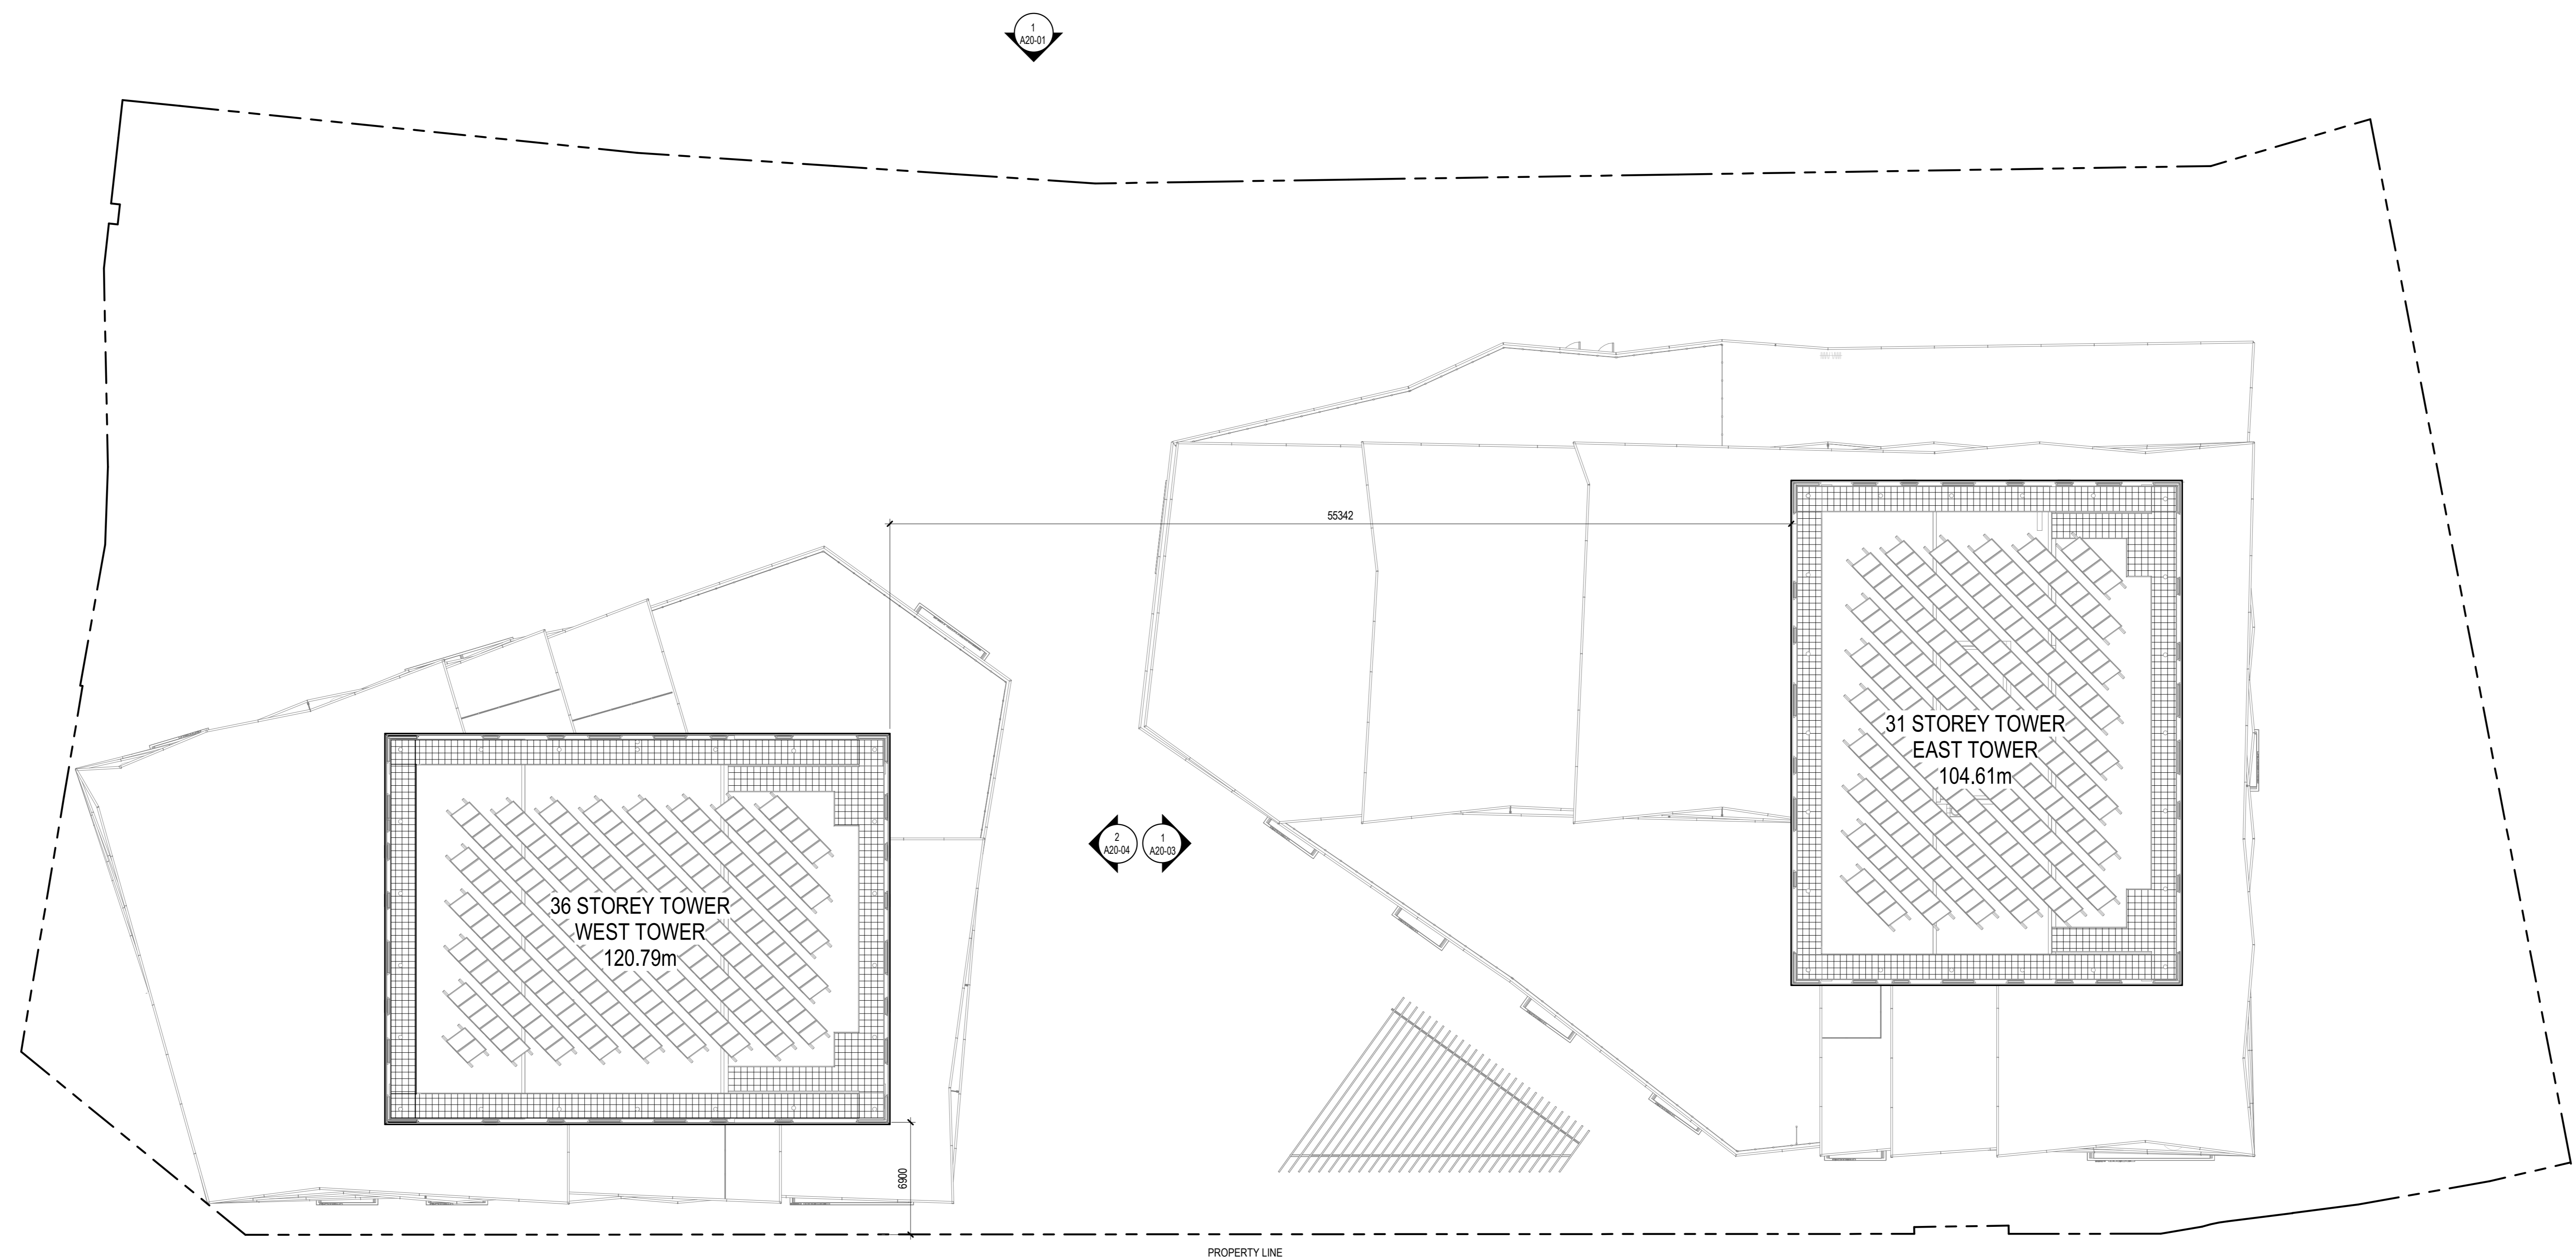 1
A20-01
55342
31 STOREY TOWER
EAST TOWER
104.61m
2
A20-04
1
A20-03
36 STOREY TOWER
WEST TOWER
120.79m
6900
PROPERTY LINE